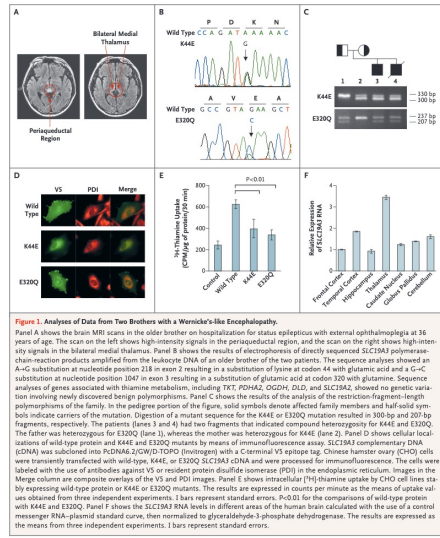 A
Bilateral Medial
Thalamus
Periaqueductal
Region
B
P D K N
Wild Type C C A G A T A A A A A C
K44E G
A V E A
Wild Type G C C G T A G A A G C T
E320Q C
C
1 2 3 4
K44E
330 bp
300 bp
E320Q
237 bp
207 bp
D
V5 PDI Merge
Wild
Type
K44E
E320Q
E
P<0.01
³H-Thiamine Uptake
(CPM/μg of protein/30 min)
800
600
400
200
0
Control
Wild Type
K44E
E320Q
F
Relative Expression
of SLC19A3 RNA
4
3
2
1
0
Frontal Cortex
Temporal Cortex
Hippocampus
Thalamus
Caudate Nucleus
Globus Pallidus
Cerebellum
Figure 1. Analyses of Data from Two Brothers with a Wernicke's-like Encephalopathy.
Panel A shows the brain MRI scans in the older brother on hospitalization for status epilepticus with external ophthalmoplegia at 36
years of age. The scan on the left shows high-intensity signals in the periaqueductal region, and the scan on the right shows high-inten-
sity signals in the bilateral medial thalamus. Panel B shows the results of electrophoresis of directly sequenced SLC19A3 polymerase-
chain-reaction products amplified from the leukocyte DNA of an older brother of the two patients. The sequence analyses showed an
A→G substitution at nucleotide position 218 in exon 2 resulting in a substitution of lysine at codon 44 with glutamic acid and a G→C
substitution at nucleotide position 1047 in exon 3 resulting in a substitution of glutamic acid at codon 320 with glutamine. Sequence
analyses of genes associated with thiamine metabolism, including TKT, PDHA2, OGDH, DLD, and SLC19A2, showed no genetic varia-
tion involving newly discovered benign polymorphisms. Panel C shows the results of the analysis of the restriction-fragment–length
polymorphisms of the family. In the pedigree portion of the figure, solid symbols denote affected family members and half-solid sym-
bols indicate carriers of the mutation. Digestion of a mutant sequence for the K44E or E320Q mutation resulted in 300-bp and 207-bp
fragments, respectively. The patients (lanes 3 and 4) had two fragments that indicated compound heterozygosity for K44E and E320Q.
The father was heterozygous for E320Q (lane 1), whereas the mother was heterozygous for K44E (lane 2). Panel D shows cellular local-
izations of wild-type protein and K44E and E320Q mutants by means of immunofluorescence assay. SLC19A3 complementary DNA
(cDNA) was subcloned into PcDNA6.2/GW/D-TOPO (Invitrogen) with a C-terminal V5 epitope tag. Chinese hamster ovary (CHO) cells
were transiently transfected with wild-type, K44E, or E320Q SLC19A3 cDNA and were processed for immunofluorescence. The cells were
labeled with the use of antibodies against V5 or resident protein disulfide isomerase (PDI) in the endoplasmic reticulum. Images in the
Merge column are composite overlays of the V5 and PDI images. Panel E shows intracellular [³H]-thiamine uptake by CHO cell lines sta-
bly expressing wild-type protein or K44E or E320Q mutants. The results are expressed in counts per minute as the means of uptake val-
ues obtained from three independent experiments. I bars represent standard errors. P<0.01 for the comparisons of wild-type protein
with K44E and E320Q. Panel F shows the SLC19A3 RNA levels in different areas of the human brain calculated with the use of a control
messenger RNA–plasmid standard curve, then normalized to glyceraldehyde-3-phosphate dehydrogenase. The results are expressed as
the means from three independent experiments. I bars represent standard errors.